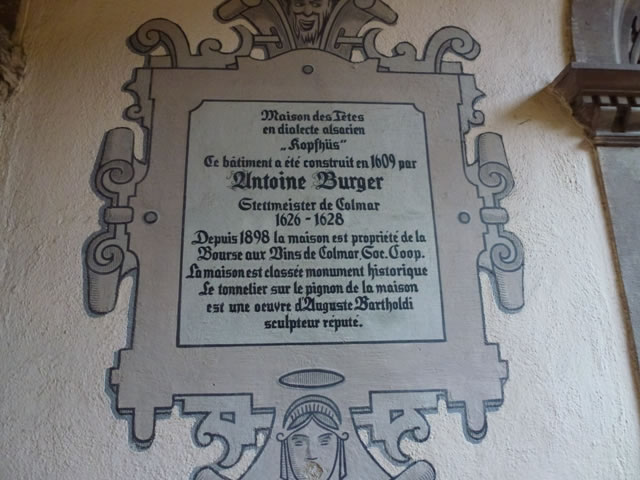 Maison des Têtes
en dialecte alsacien
„Kopfhüs"
Ce bâtiment a été construit en 1609 par
Antoine Burger
Stettmeister de Colmar
1626 - 1628
Depuis 1898 la maison est propriété de la
Bourse aux Vins de Colmar, Soc. Coop.
La maison est classée monument historique
Le tonnelier sur le pignon de la maison
est une oeuvre d'Auguste Bartholdi
sculpteur réputé.